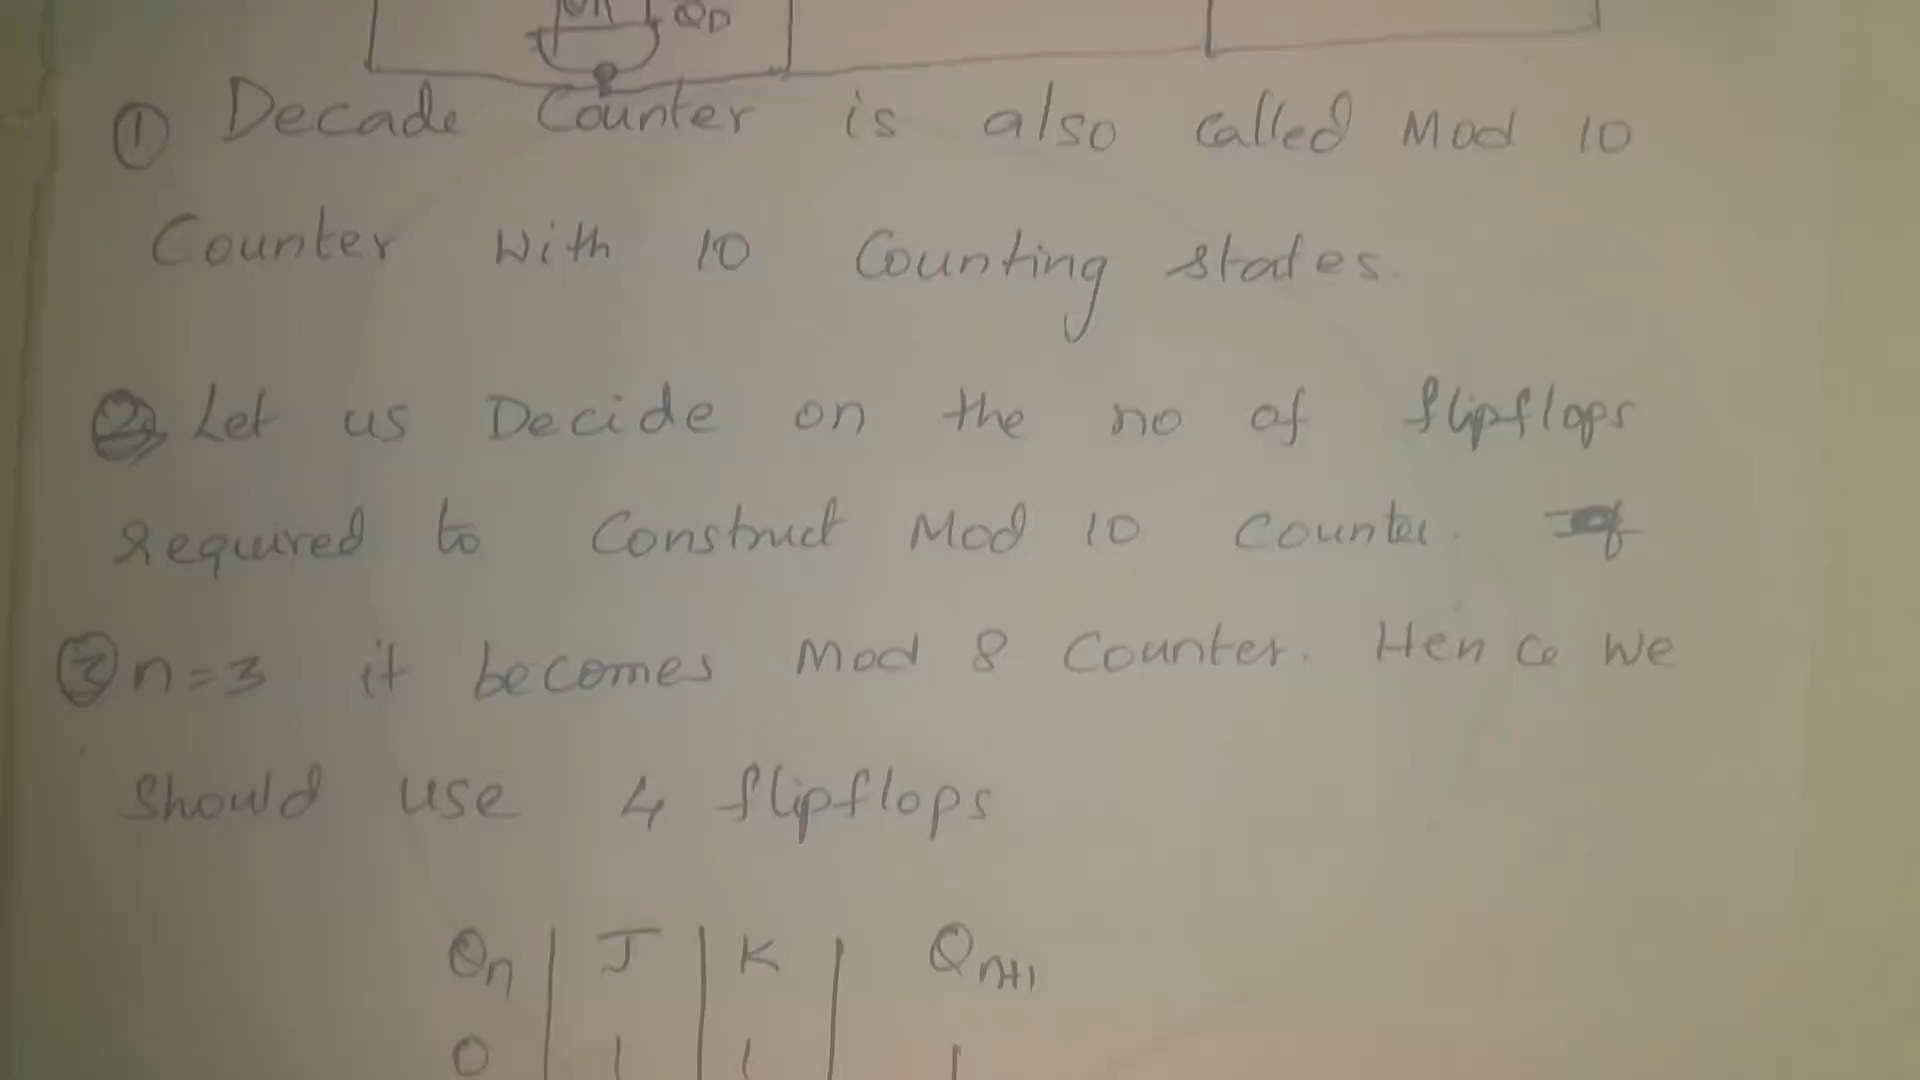 QD
① Decade Counter is also called Mod 10
Counter with 10 Counting states.
② Let us Decide on the no of flipflops
required to Construct Mod 10 Counter.
③ n=3 it becomes Mod 8 Counter. Hence we
should use 4 flipflops
Qn | J | K | Qn+1
0 | 1 | 1 | 1